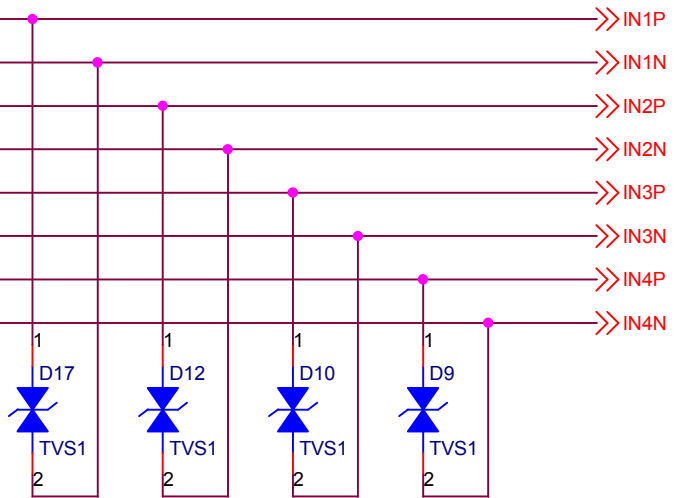 IN1P
IN1N
IN2P
IN2N
IN3P
IN3N
IN4P
IN4N
1 1 1 1
D17 D12 D10 D9
TVS1 TVS1 TVS1 TVS1
2 2 2 2